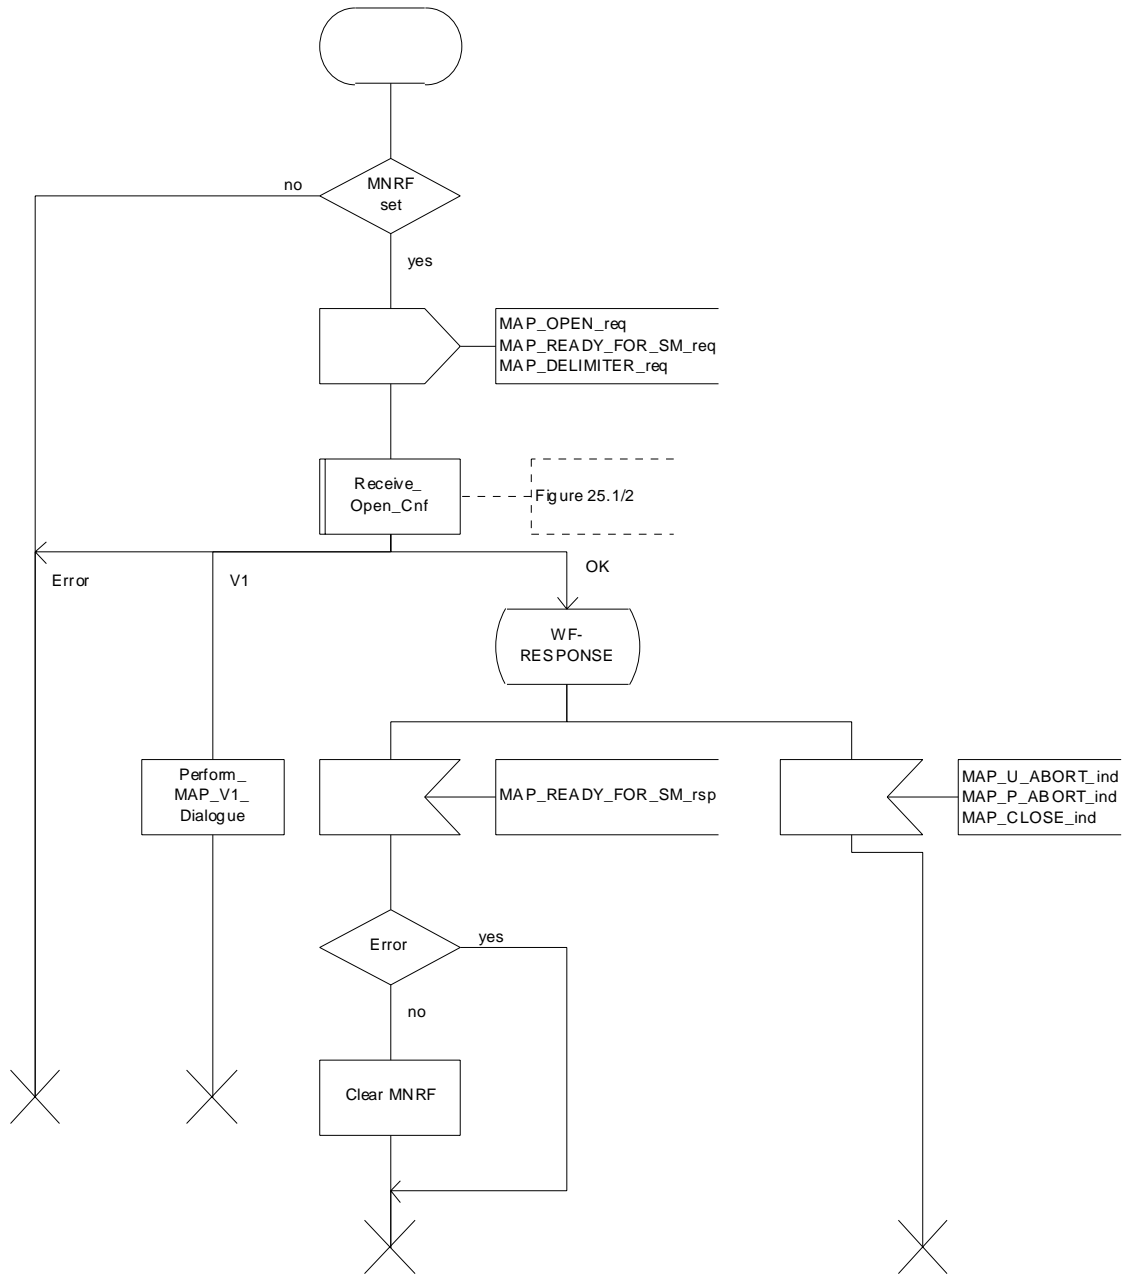 no
MNRF
set
yes
MAP_OPEN_req
MAP_READY_FOR_SM_req
MAP_DELIMITER_req
Receive_
Open_Cnf
Figure 25.1/2
Error
V1
OK
WF-
RESPONSE
Perform_
MAP_V1_
Dialogue
MAP_READY_FOR_SM_rsp
MAP_U_ABORT_ind
MAP_P_ABORT_ind
MAP_CLOSE_ind
Error
yes
no
Clear MNRF